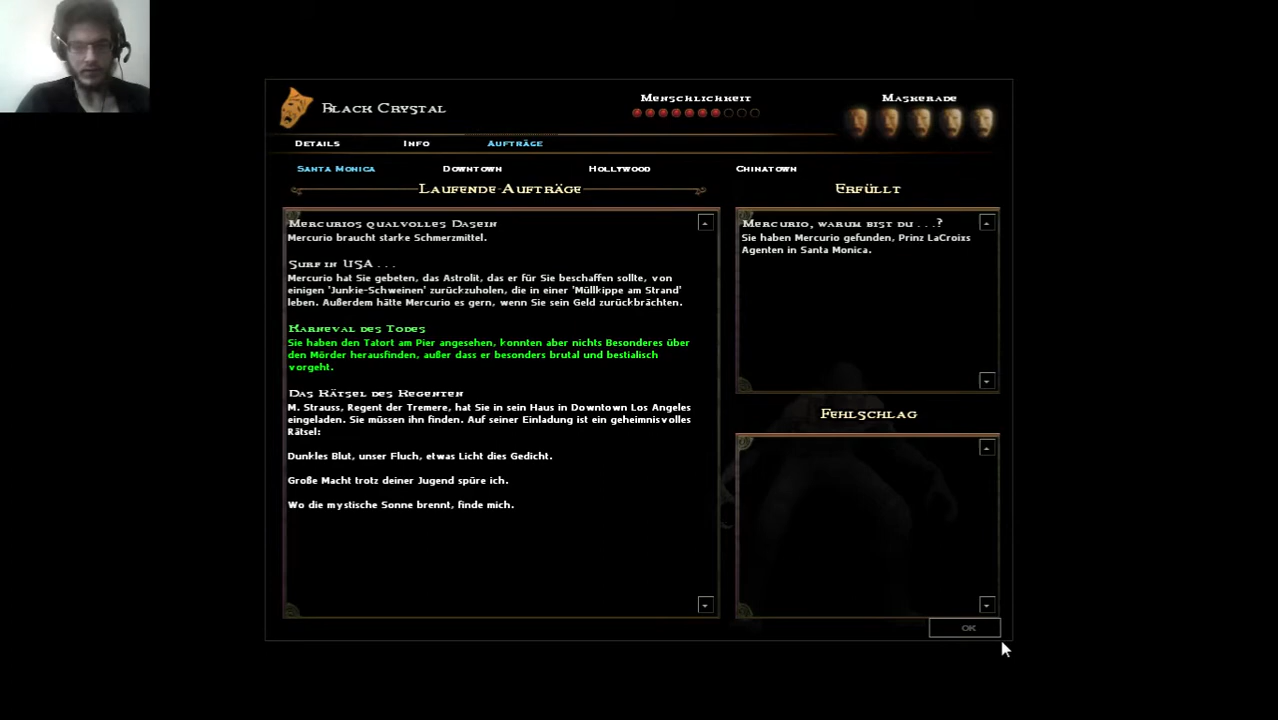 Black Crystal
Menschlichkeit
Maskerade
Details
Info
Aufträge
Santa Monica
Downtown
Hollywood
Chinatown
Laufende Aufträge
Erfüllt
Mercurios qualvolles Dasein
Mercurio braucht starke Schmerzmittel.
Surf in USA . . .
Mercurio hat Sie gebeten, das Astrolit, das er für Sie beschaffen sollte, von
einigen 'Junkie-Schweinen' zurückzuholen, die in einer 'Müllkippe am Strand'
leben. Außerdem hätte Mercurio es gern, wenn Sie sein Geld zurückbrächten.
Karneval des Todes
Sie haben den Tatort am Pier angesehen, konnten aber nichts Besonderes über
den Mörder herausfinden, außer dass er besonders brutal und bestialisch
vorgeht.
Das Rätsel des Regenten
M. Strauss, Regent der Tremere, hat Sie in sein Haus in Downtown Los Angeles
eingeladen. Sie müssen ihn finden. Auf seiner Einladung ist ein geheimnisvolles
Rätsel:
Dunkles Blut, unser Fluch, etwas Licht dies Gedicht.
Große Macht trotz deiner Jugend spüre ich.
Wo die mystische Sonne brennt, finde mich.
Mercurio, warum bist du . . .?
Sie haben Mercurio gefunden, Prinz LaCroixs
Agenten in Santa Monica.
Fehlschlag
OK